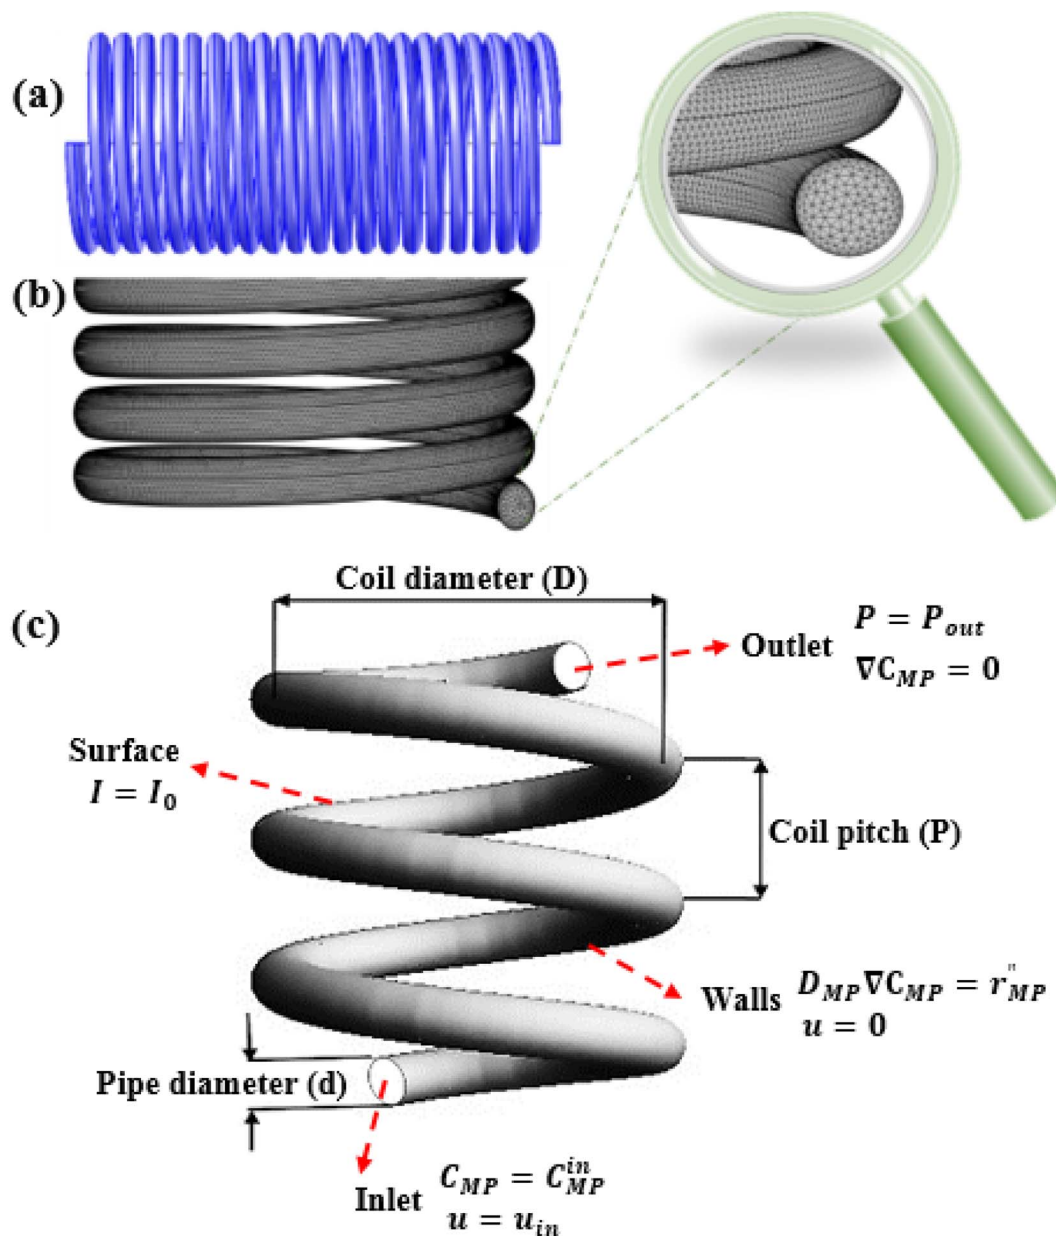 (a)
(b)
(c)
Coil diameter (D)
Outlet
P = P_out
∇C_MP = 0
Surface
I = I_0
Coil pitch (P)
Walls
D_MP ∇C_MP = r''_MP
u = 0
Pipe diameter (d)
Inlet
C_MP = C_MP^in
u = u_in